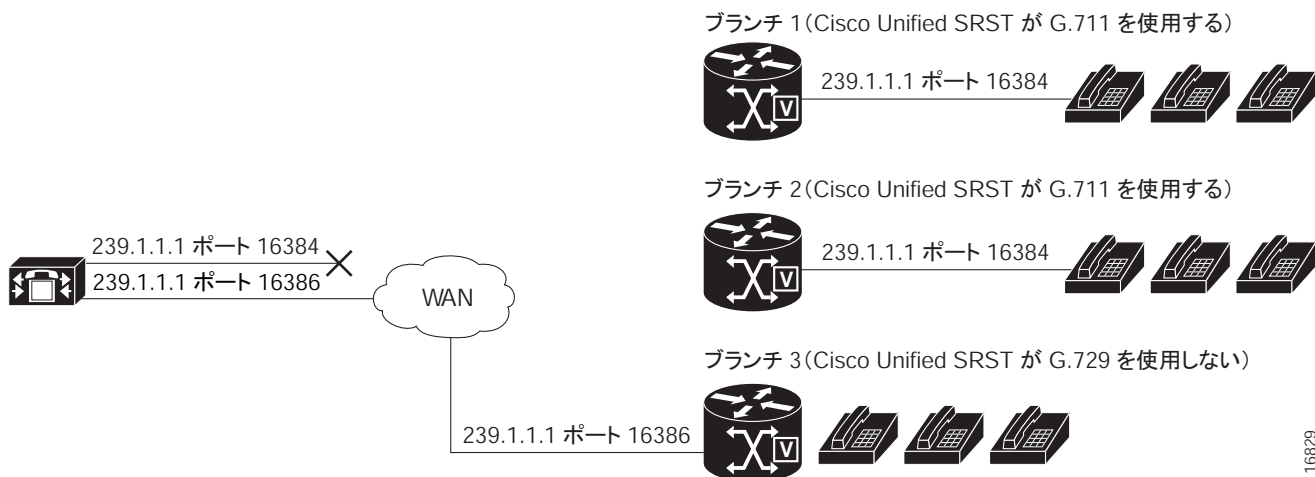 ブランチ 1（Cisco Unified SRST が G.711 を使用する）
239.1.1.1 ポート 16384
ブランチ 2（Cisco Unified SRST が G.711 を使用する）
239.1.1.1 ポート 16384
239.1.1.1 ポート 16384
239.1.1.1 ポート 16386
WAN
ブランチ 3（Cisco Unified SRST が G.729 を使用しない）
239.1.1.1 ポート 16386
V
V
V
16829